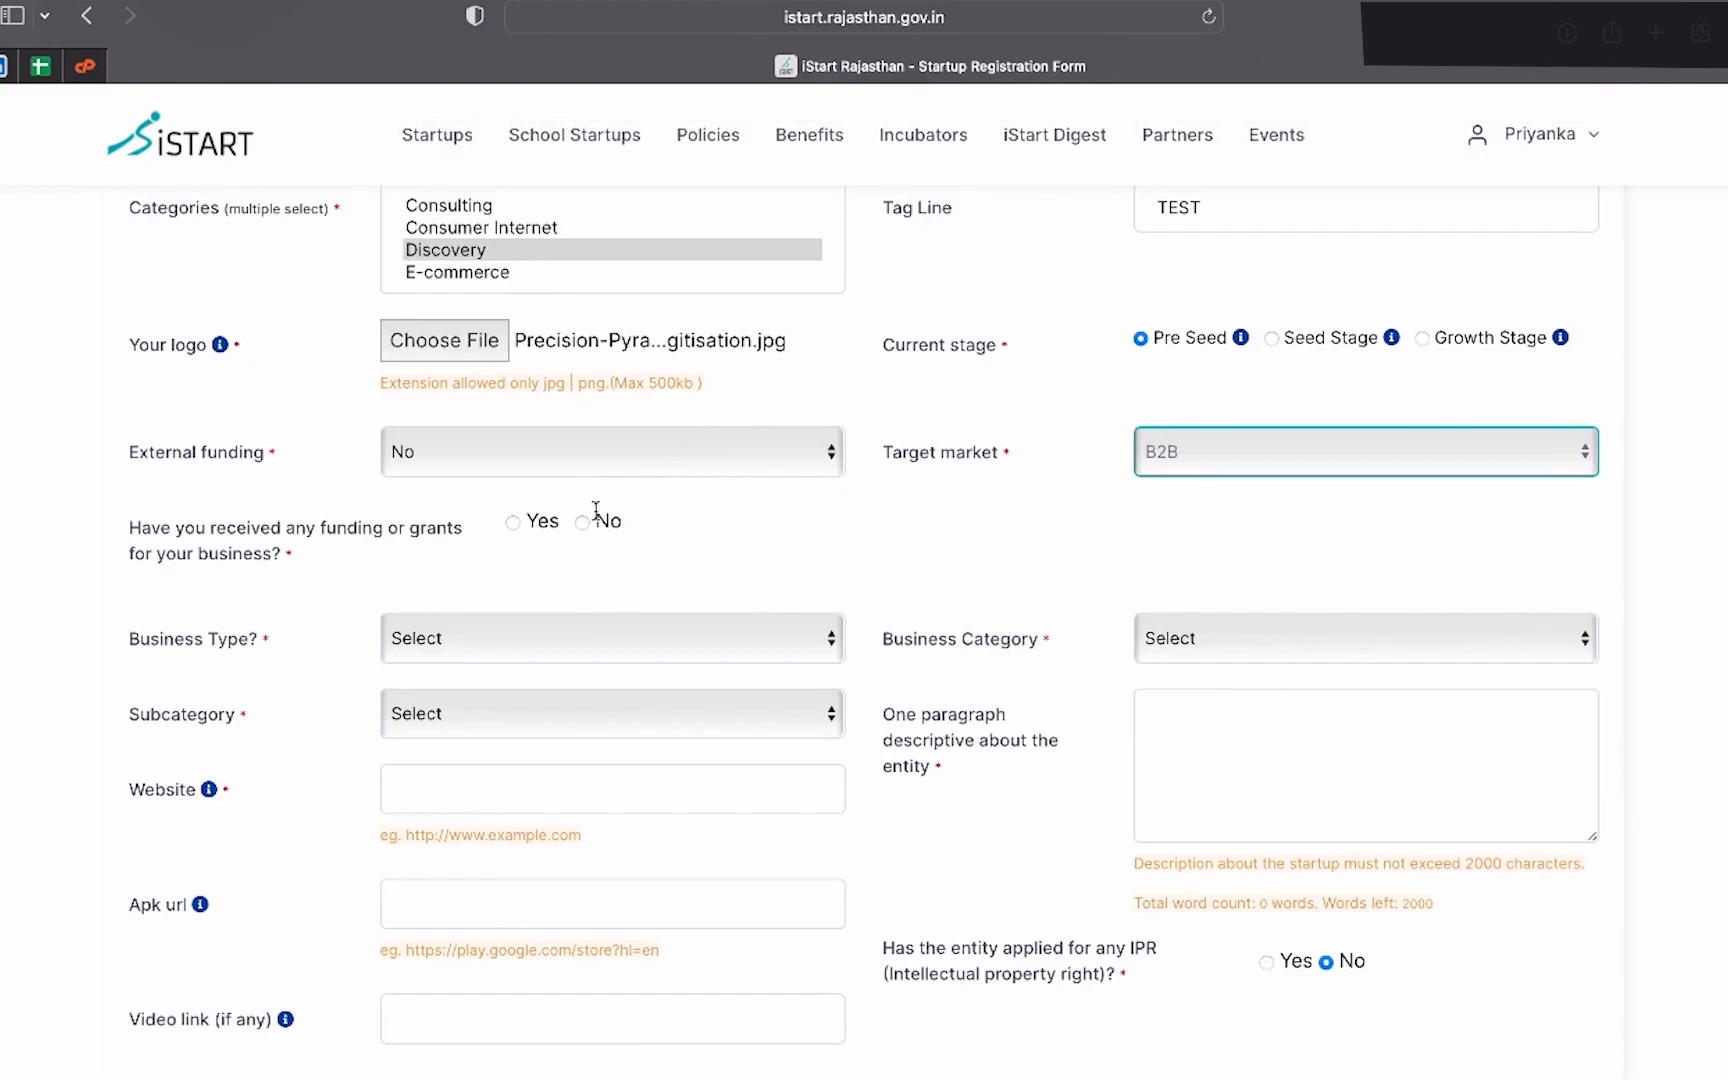 istart.rajasthan.gov.in
iStart Rajasthan - Startup Registration Form
iSTART
Startups School Startups Policies Benefits Incubators iStart Digest Partners Events Priyanka
Categories (multiple select) *
Consulting
Consumer Internet
Discovery
E-commerce
Tag Line
TEST
Your logo *
Choose File Precision-Pyra...gitisation.jpg
Extension allowed only jpg | png.(Max 500kb )
Current stage *
Pre Seed Seed Stage Growth Stage
External funding *
No
Target market *
B2B
Have you received any funding or grants
for your business? *
Yes No
Business Type? *
Select
Business Category *
Select
Subcategory *
Select
One paragraph
descriptive about the
entity *
Description about the startup must not exceed 2000 characters.
Total word count: 0 words. Words left: 2000
Website *
eg. http://www.example.com
Apk url
eg. https://play.google.com/store?hl=en
Has the entity applied for any IPR
(Intellectual property right)? *
Yes No
Video link (if any)